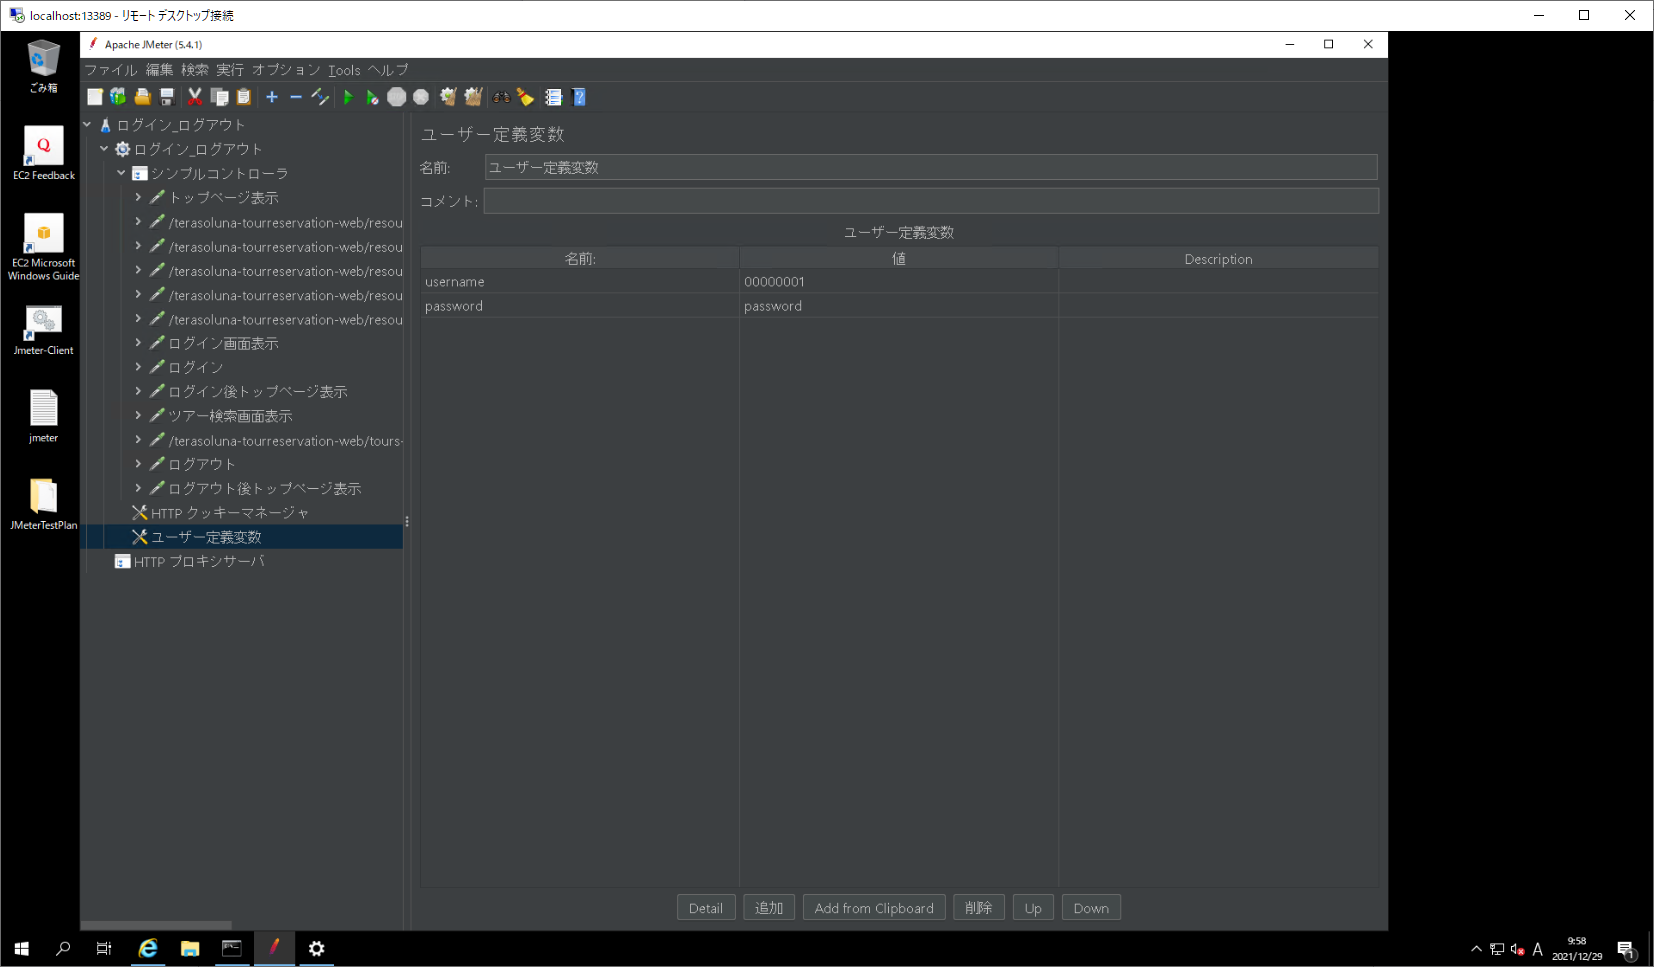 localhost:13389 - リモート デスクトップ接続
ごみ箱
EC2 Feedback
EC2 Microsoft
Windows Guide
Jmeter-Client
jmeter
JMeterTestPlan
Apache JMeter (5.4.1)
ファイル 編集 検索 実行 オプション Tools ヘルプ
ログイン_ログアウト
ログイン_ログアウト
シンプルコントローラ
トップページ表示
/terasoluna-tourreservation-web/resou
/terasoluna-tourreservation-web/resou
/terasoluna-tourreservation-web/resou
/terasoluna-tourreservation-web/resou
/terasoluna-tourreservation-web/resou
ログイン画面表示
ログイン
ログイン後トップページ表示
ツアー検索画面表示
/terasoluna-tourreservation-web/tours-
ログアウト
ログアウト後トップページ表示
HTTP クッキーマネージャ
ユーザー定義変数
HTTP プロキシサーバ
ユーザー定義変数
名前: ユーザー定義変数
コメント:
ユーザー定義変数
名前: 値 Description
username 00000001
password password
Detail 追加 Add from Clipboard 削除 Up Down
A
9:58
2021/12/29
1